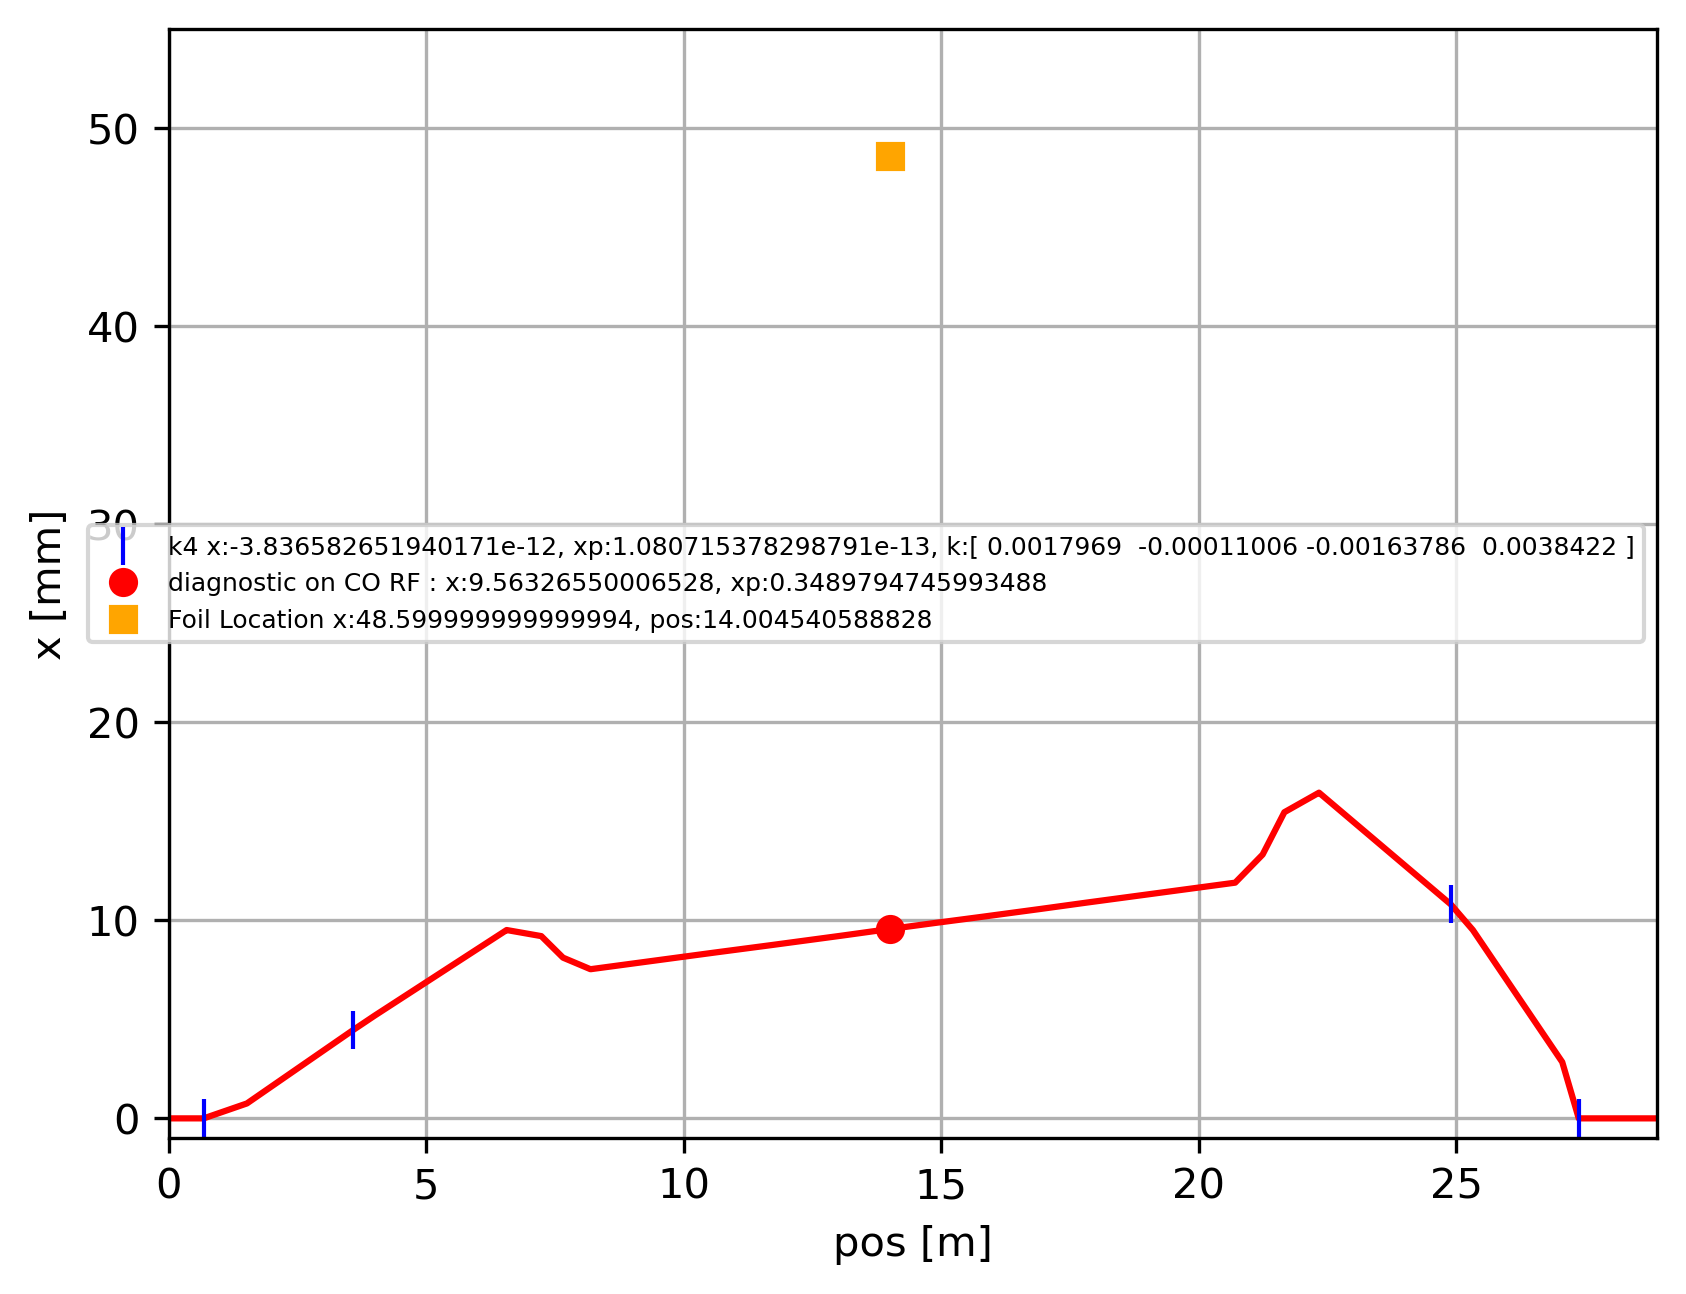 50
40
30
20
10
0
x [mm]
k4 x:-3.836582651940171e-12, xp:1.080715378298791e-13, k:[ 0.0017969  -0.00011006 -0.00163786  0.0038422 ]
diagnostic on CO RF : x:9.56326550006528, xp:0.3489794745993488
Foil Location x:48.599999999999994, pos:14.004540588828
0 5 10 15 20 25
pos [m]